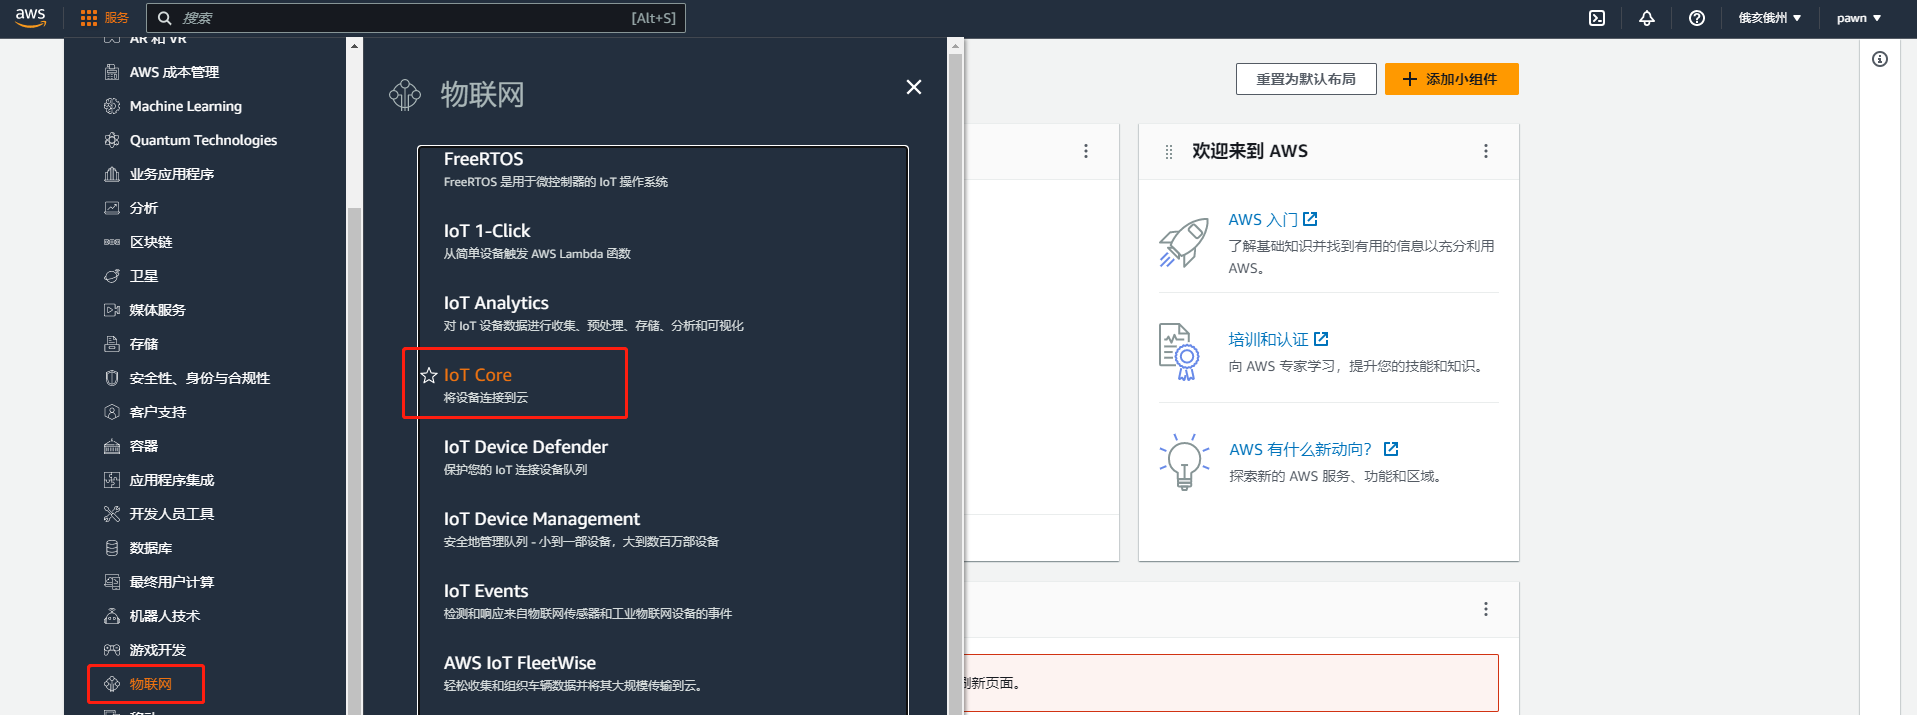 aws
服务
搜索
[Alt+S]
俄亥俄州
pawn
AR 和 VR
AWS 成本管理
Machine Learning
Quantum Technologies
业务应用程序
分析
区块链
卫星
媒体服务
存储
安全性、身份与合规性
客户支持
容器
应用程序集成
开发人员工具
数据库
最终用户计算
机器人技术
游戏开发
物联网
移动
物联网
FreeRTOS
FreeRTOS 是用于微控制器的 IoT 操作系统
IoT 1-Click
从简单设备触发 AWS Lambda 函数
IoT Analytics
对 IoT 设备数据进行收集、预处理、存储、分析和可视化
IoT Core
将设备连接到云
IoT Device Defender
保护您的 IoT 连接设备队列
IoT Device Management
安全地管理队列 - 小到一部设备，大到数百万部设备
IoT Events
检测和响应来自物联网传感器和工业物联网设备的事件
AWS IoT FleetWise
轻松收集和组织车辆数据并将其大规模传输到云。
重置为默认布局
添加小组件
欢迎来到 AWS
AWS 入门
了解基础知识并找到有用的信息以充分利用
AWS。
培训和认证
向 AWS 专家学习，提升您的技能和知识。
AWS 有什么新动向？
探索新的 AWS 服务、功能和区域。
刷新页面。